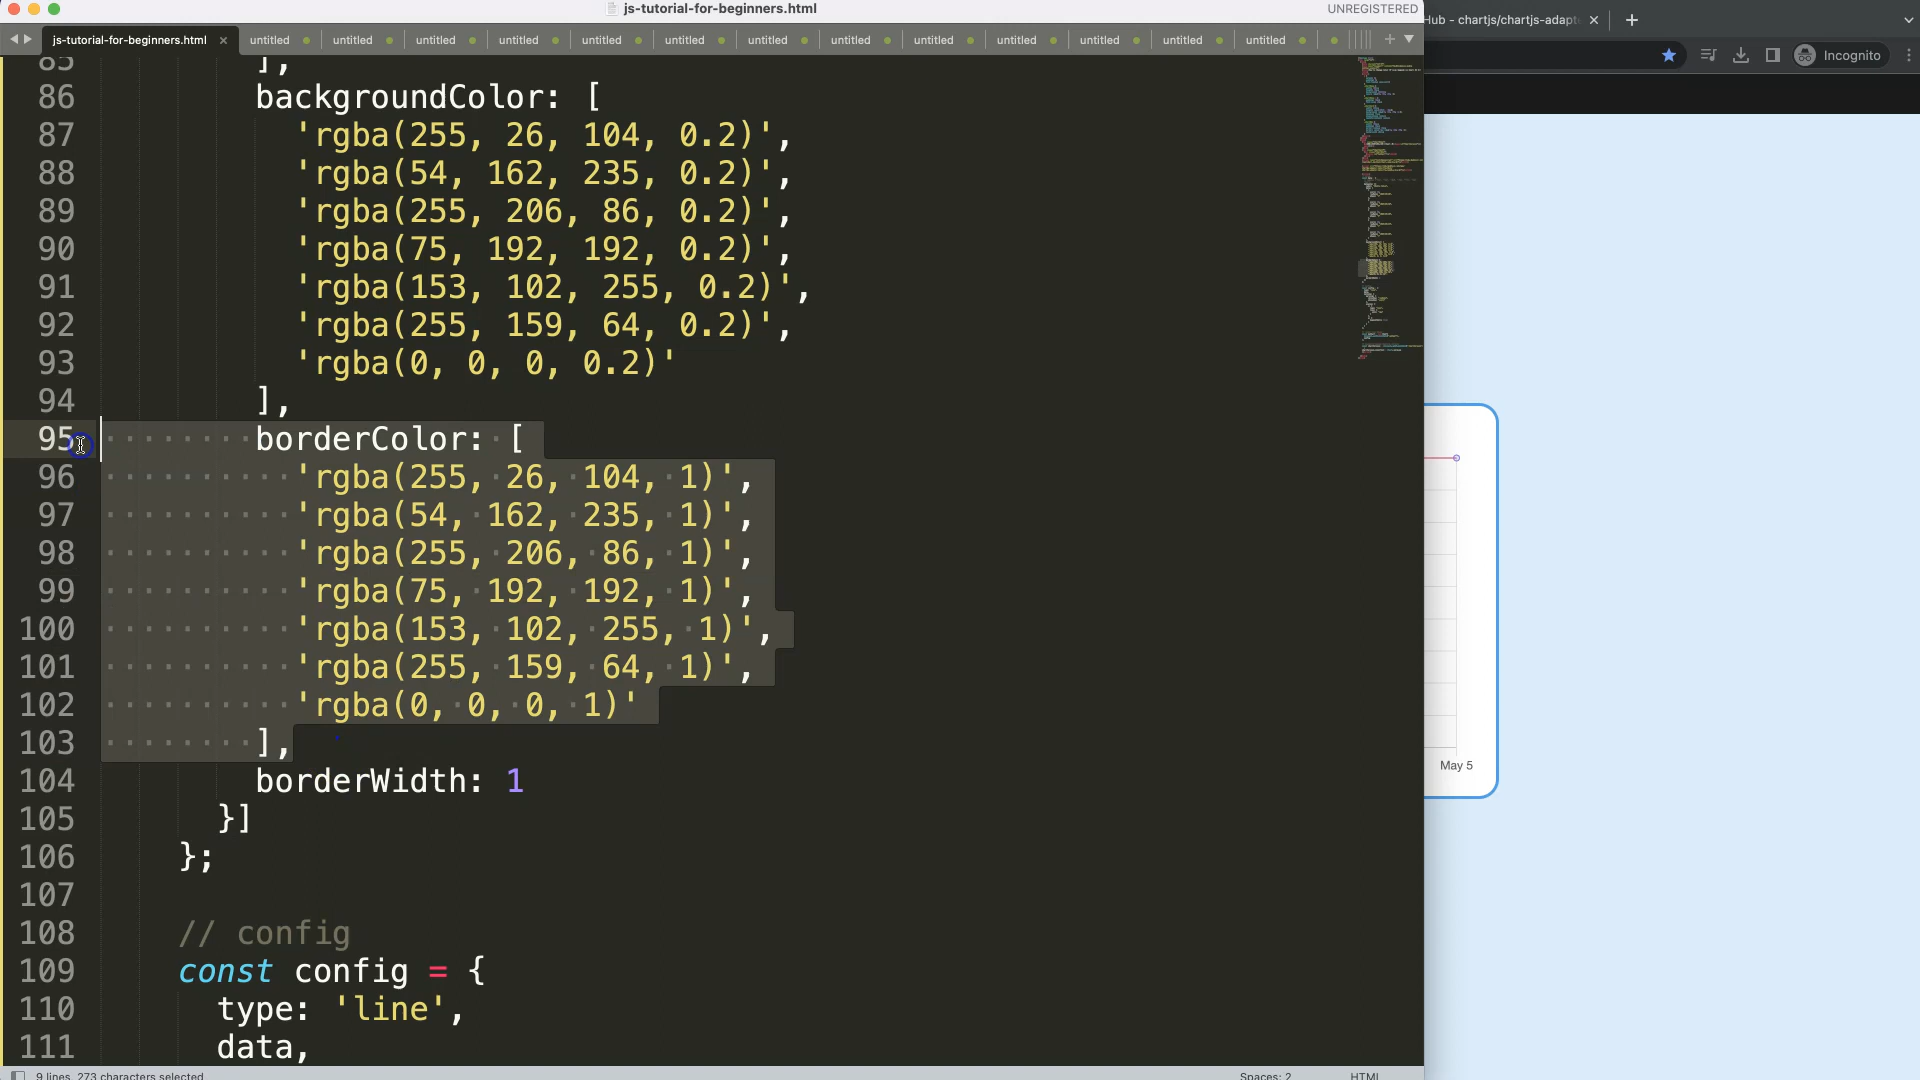 js-tutorial-for-beginners.html
UNREGISTERED
Hub - chartjs/chartjs-adapt
js-tutorial-for-beginners.html untitled untitled untitled untitled untitled untitled untitled untitled untitled untitled untitled untitled untitled
Incognito
85 ],
86 backgroundColor: [
87 'rgba(255, 26, 104, 0.2)',
88 'rgba(54, 162, 235, 0.2)',
89 'rgba(255, 206, 86, 0.2)',
90 'rgba(75, 192, 192, 0.2)',
91 'rgba(153, 102, 255, 0.2)',
92 'rgba(255, 159, 64, 0.2)',
93 'rgba(0, 0, 0, 0.2)'
94 ],
95 borderColor: [
96 'rgba(255, 26, 104, 1)',
97 'rgba(54, 162, 235, 1)',
98 'rgba(255, 206, 86, 1)',
99 'rgba(75, 192, 192, 1)',
100 'rgba(153, 102, 255, 1)',
101 'rgba(255, 159, 64, 1)',
102 'rgba(0, 0, 0, 1)'
103 ],
104 borderWidth: 1
105 }]
106 };
107
108 // config
109 const config = {
110 type: 'line',
111 data,
May 5
9 lines, 273 characters selected
Spaces: 2
HTML